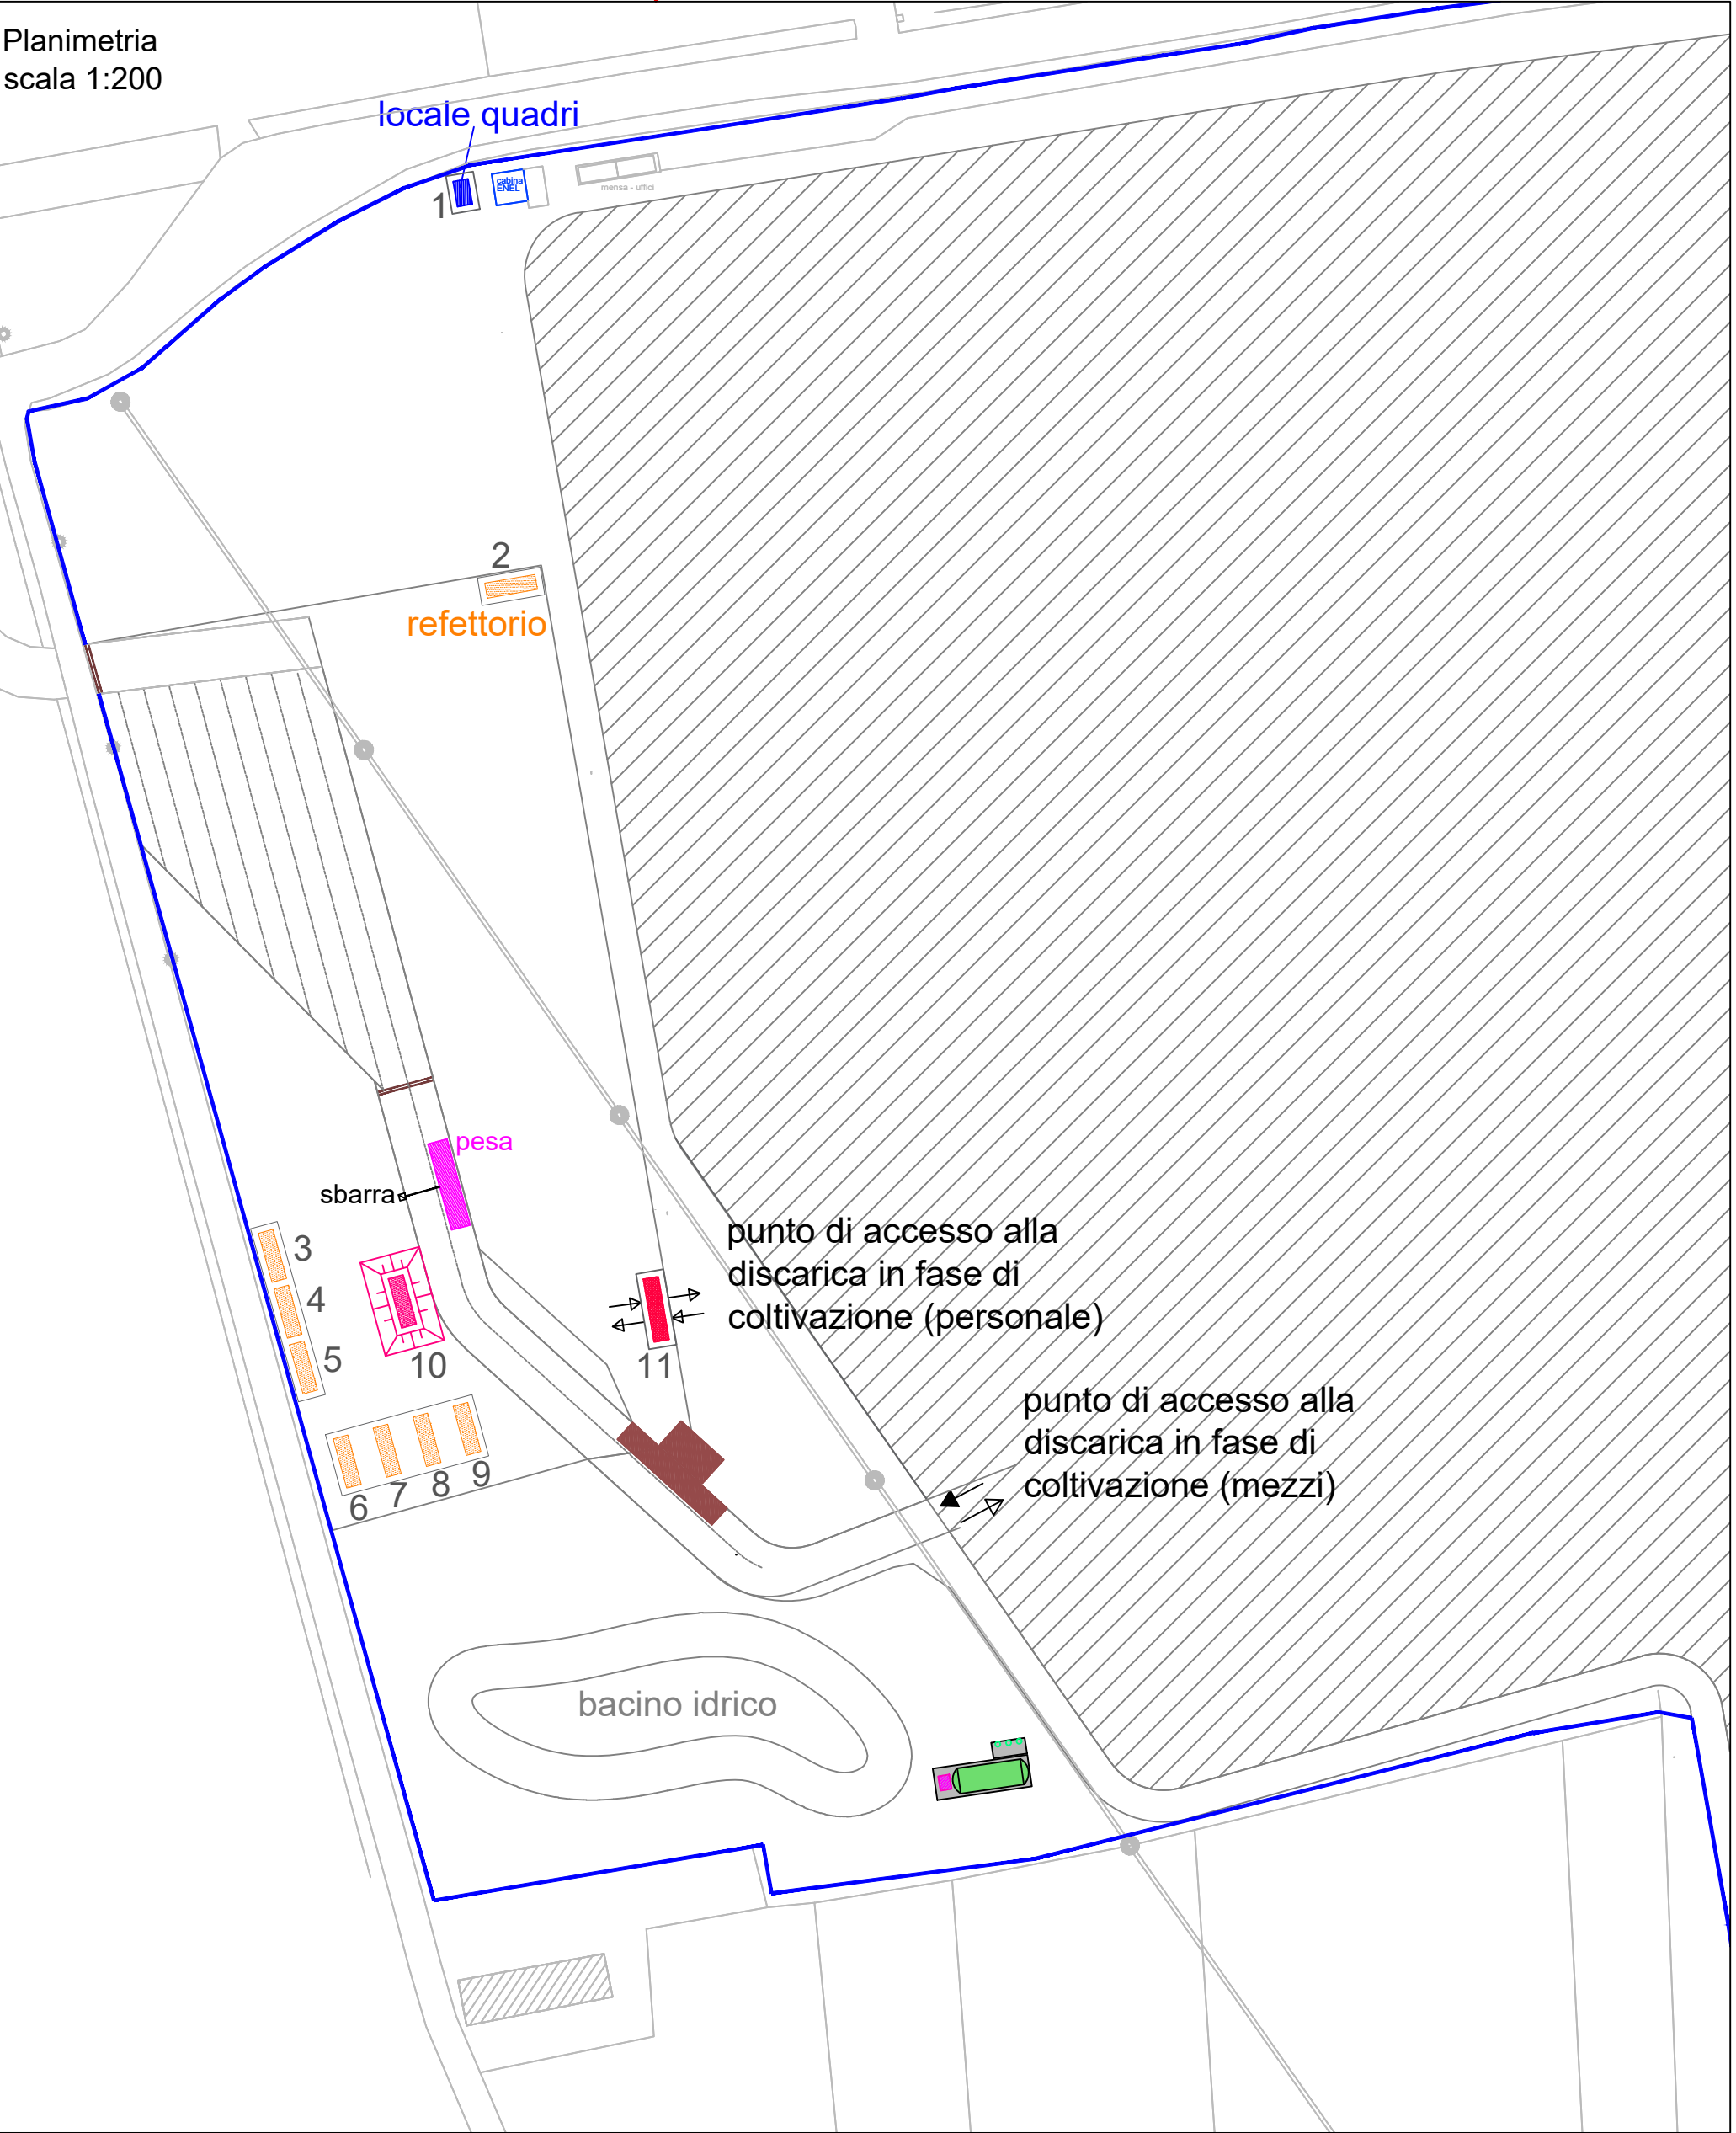 Planimetria
scala 1:200
locale quadri
1
cabina
ENEL
mensa - uffici
2
refettorio
pesa
sbarra
3
4
5
10
11
punto di accesso alla
discarica in fase di
coltivazione (personale)
punto di accesso alla
discarica in fase di
coltivazione (mezzi)
6
7
8
9
bacino idrico